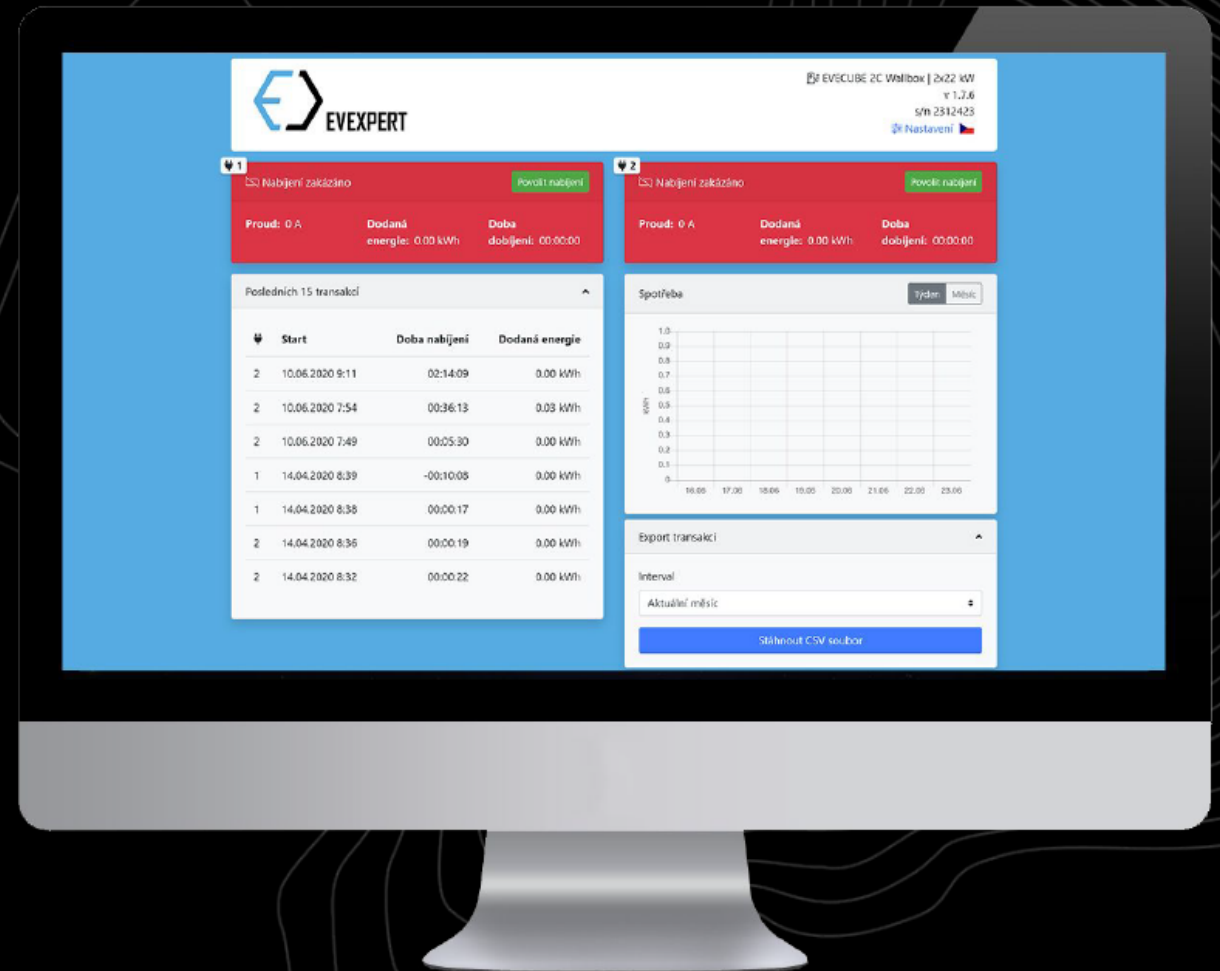 EVEXPERT
EVECUBE 2C Wallbox | 2x22 kW
v 1.7.6
s/n 2312423
Nastavení
1
Nabíjení zakázáno
Povolit nabíjení
Proud: 0 A
Dodaná
energie: 0.00 kWh
Doba
dobíjení: 00:00:00
2
Nabíjení zakázáno
Povolit nabíjení
Proud: 0 A
Dodaná
energie: 0.00 kWh
Doba
dobíjení: 00:00:00
Posledních 15 transakcí
Start Doba nabíjení Dodaná energie
2 10.06.2020 9:11 02:14:09 0.00 kWh
2 10.06.2020 7:54 00:36:13 0.03 kWh
2 10.06.2020 7:49 00:05:30 0.00 kWh
1 14.04.2020 8:39 -00:10:08 0.00 kWh
1 14.04.2020 8:38 00:00:17 0.00 kWh
2 14.04.2020 8:36 00:00:19 0.00 kWh
2 14.04.2020 8:32 00:00:22 0.00 kWh
Spotřeba
Týden Měsíc
kWh
1.0
0.9
0.8
0.7
0.6
0.5
0.4
0.3
0.2
0.1
0
16.06 17.06 18.06 19.06 20.06 21.06 22.06 23.06
Export transakcí
Interval
Aktuální měsíc
Stáhnout CSV soubor